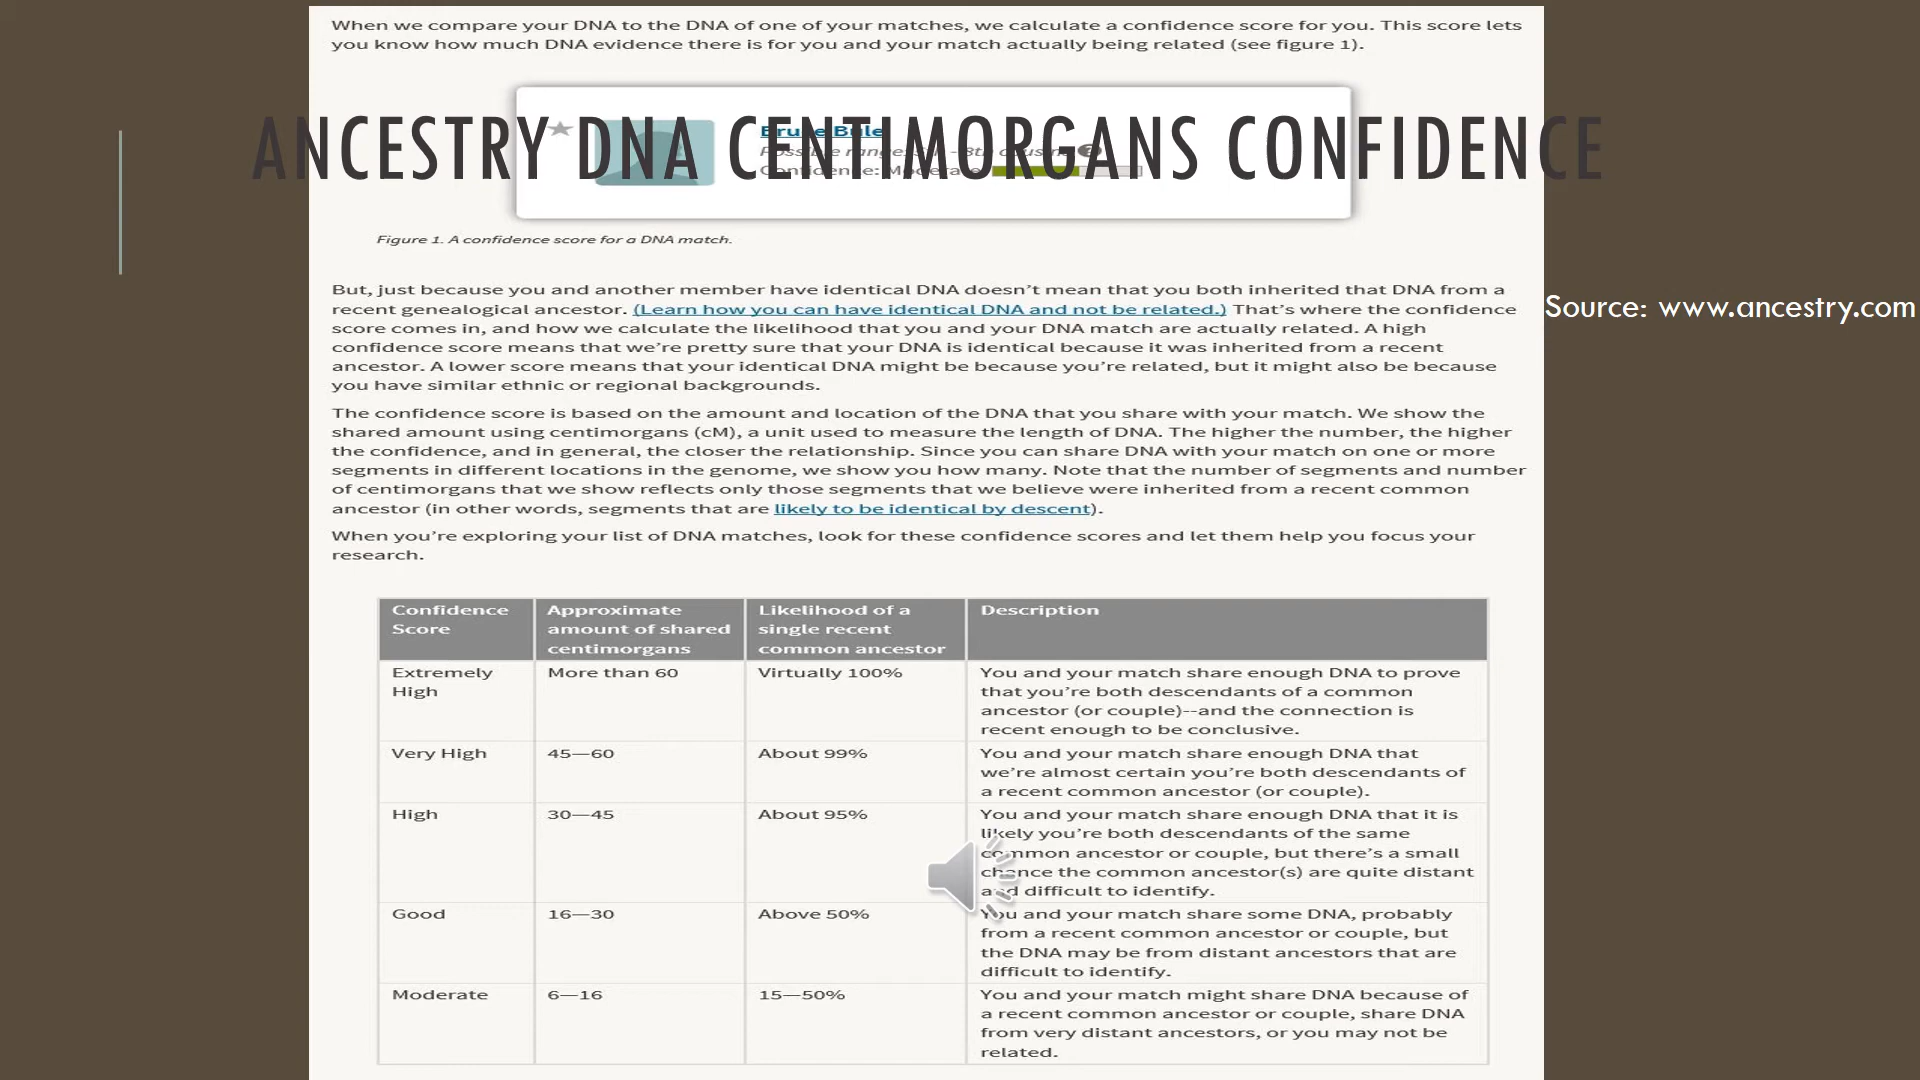 When we compare your DNA to the DNA of one of your matches, we calculate a confidence score for you. This score lets
you know how much DNA evidence there is for you and your match actually being related (see figure 1).
ANCESTRY DNA CENTIMORGANS CONFIDENCE
Confidence: Moderate
Figure 1. A confidence score for a DNA match.
But, just because you and another member have identical DNA doesn't mean that you both inherited that DNA from a
recent genealogical ancestor. (Learn how you can have identical DNA and not be related.) That's where the confidence
score comes in, and how we calculate the likelihood that you and your DNA match are actually related. A high
confidence score means that we're pretty sure that your DNA is identical because it was inherited from a recent
ancestor. A lower score means that your identical DNA might be because you're related, but it might also be because
you have similar ethnic or regional backgrounds.
Source: www.ancestry.com
The confidence score is based on the amount and location of the DNA that you share with your match. We show the
shared amount using centimorgans (cM), a unit used to measure the length of DNA. The higher the number, the higher
the confidence, and in general, the closer the relationship. Since you can share DNA with your match on one or more
segments in different locations in the genome, we show you how many. Note that the number of segments and number
of centimorgans that we show reflects only those segments that we believe were inherited from a recent common
ancestor (in other words, segments that are likely to be identical by descent).
When you're exploring your list of DNA matches, look for these confidence scores and let them help you focus your
research.
Confidence
Score
Approximate
amount of shared
centimorgans
Likelihood of a
single recent
common ancestor
Description
Extremely
High
More than 60
Virtually 100%
You and your match share enough DNA to prove
that you're both descendants of a common
ancestor (or couple)--and the connection is
recent enough to be conclusive.
Very High
45—60
About 99%
You and your match share enough DNA that
we're almost certain you're both descendants of
a recent common ancestor (or couple).
High
30—45
About 95%
You and your match share enough DNA that it is
likely you're both descendants of the same
common ancestor or couple, but there's a small
chance the common ancestor(s) are quite distant
and difficult to identify.
Good
16—30
Above 50%
You and your match share some DNA, probably
from a recent common ancestor or couple, but
the DNA may be from distant ancestors that are
difficult to identify.
Moderate
6—16
15—50%
You and your match might share DNA because of
a recent common ancestor or couple, share DNA
from very distant ancestors, or you may not be
related.